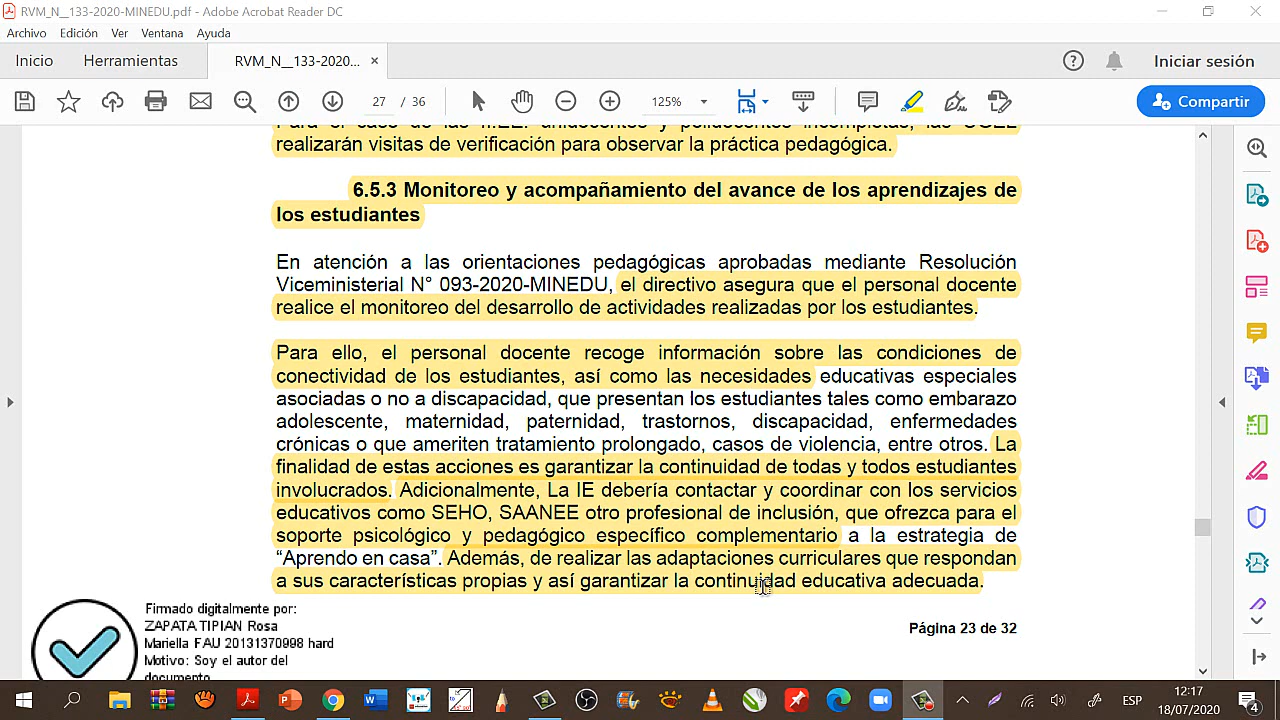 RVM_N__133-2020-MINEDU.pdf - Adobe Acrobat Reader DC
Archivo Edición Ver Ventana Ayuda
Inicio Herramientas RVM_N__133-2020... × Iniciar sesión
27 / 36 125% Compartir
Para el caso de las II.EE. unidocentes y polidocentes incompletas, las UGEL
realizarán visitas de verificación para observar la práctica pedagógica.
6.5.3 Monitoreo y acompañamiento del avance de los aprendizajes de
los estudiantes
En atención a las orientaciones pedagógicas aprobadas mediante Resolución
Viceministerial N° 093-2020-MINEDU, el directivo asegura que el personal docente
realice el monitoreo del desarrollo de actividades realizadas por los estudiantes.
Para ello, el personal docente recoge información sobre las condiciones de
conectividad de los estudiantes, así como las necesidades educativas especiales
asociadas o no a discapacidad, que presentan los estudiantes tales como embarazo
adolescente, maternidad, paternidad, trastornos, discapacidad, enfermedades
crónicas o que ameriten tratamiento prolongado, casos de violencia, entre otros. La
finalidad de estas acciones es garantizar la continuidad de todas y todos estudiantes
involucrados. Adicionalmente, La IE debería contactar y coordinar con los servicios
educativos como SEHO, SAANEE otro profesional de inclusión, que ofrezca para el
soporte psicológico y pedagógico específico complementario a la estrategia de
“Aprendo en casa”. Además, de realizar las adaptaciones curriculares que respondan
a sus características propias y así garantizar la continuidad educativa adecuada.
Firmado digitalmente por:
ZAPATA TIPIAN Rosa
Mariella FAU 20131370998 hard
Motivo: Soy el autor del
documento
Página 23 de 32
ESP
12:17
18/07/2020
4